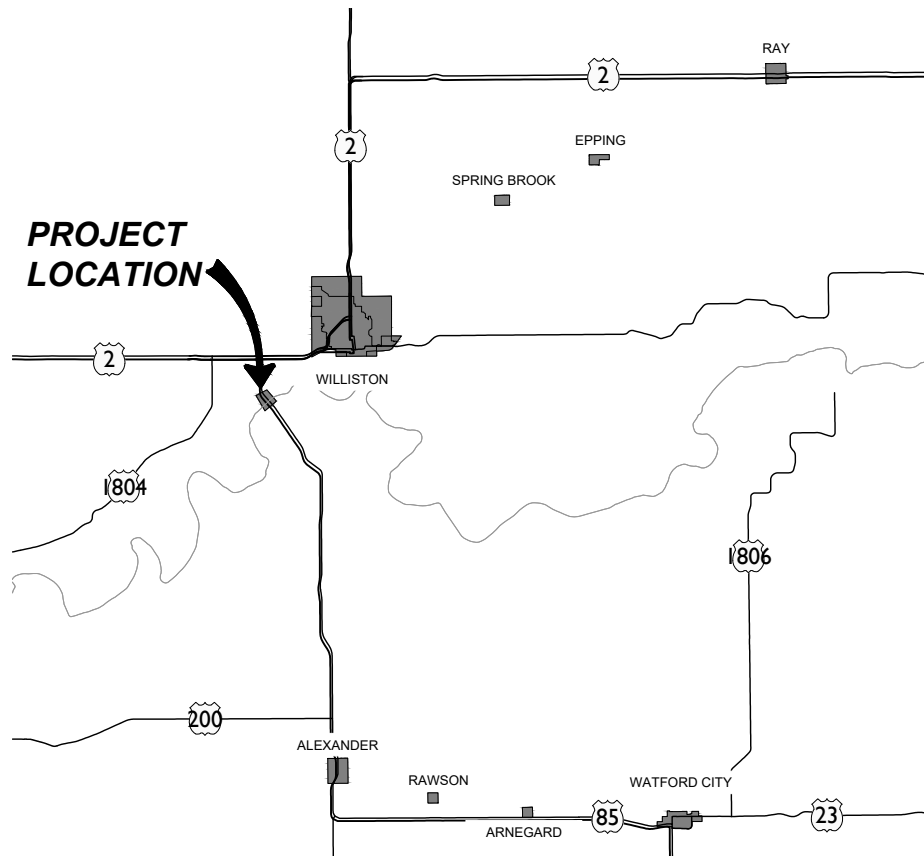 RAY
2
EPPING
2
SPRING BROOK
PROJECT
LOCATION
2
WILLISTON
1804
1806
200
ALEXANDER
RAWSON
WATFORD CITY
85
23
ARNEGARD